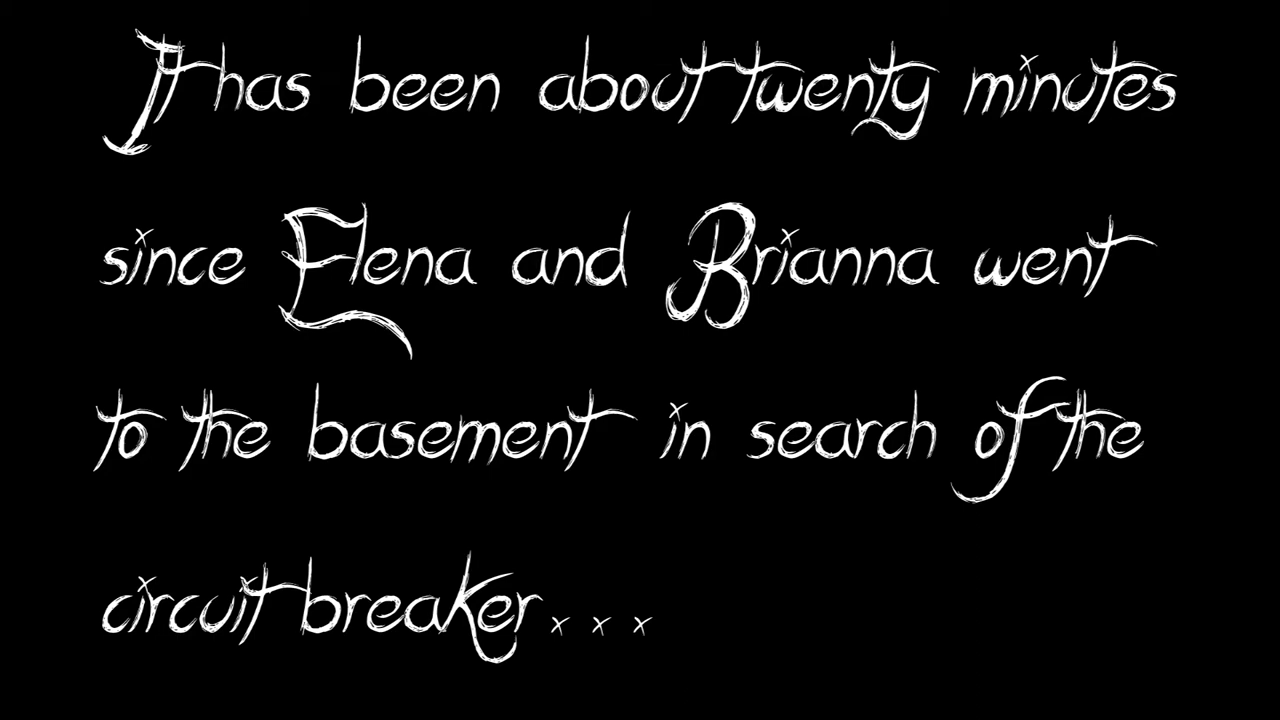 It has been about twenty minutes
since Elena and Brianna went
to the basement in search of the
circuit breaker...